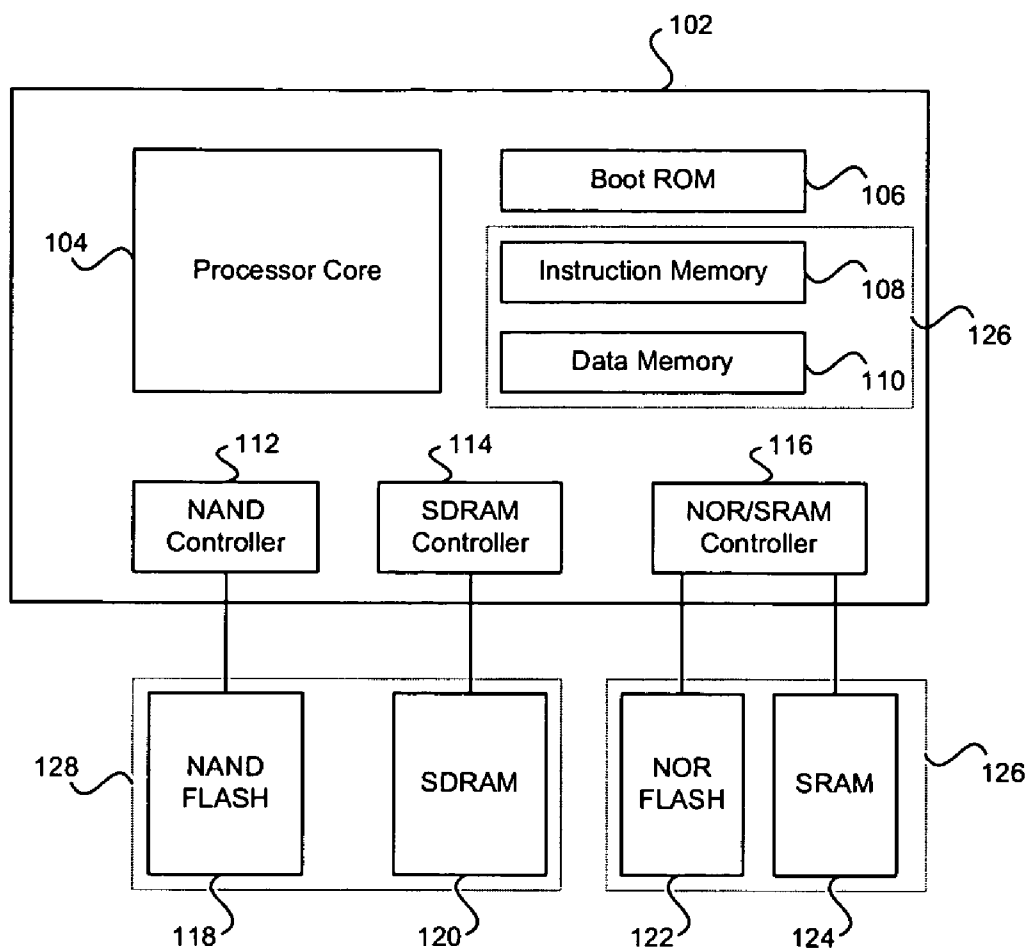 102
Boot ROM
106
104
Processor Core
Instruction Memory
108
126
Data Memory
110
112
114
116
NAND
Controller
SDRAM
Controller
NOR/SRAM
Controller
128
NAND
FLASH
SDRAM
NOR
FLASH
SRAM
126
118
120
122
124